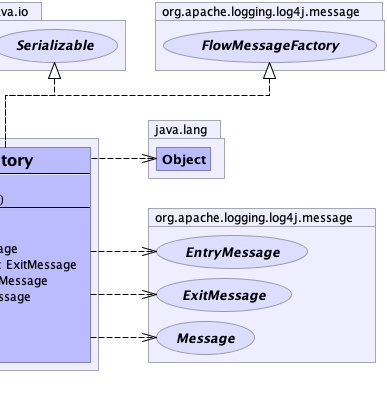 ava.io
Serializable
org.apache.logging.log4j.message
FlowMessageFactory
java.lang
Object
tory
)
org.apache.logging.log4j.message
EntryMessage
ExitMessage
Message
age
: ExitMessage
Message
ssage